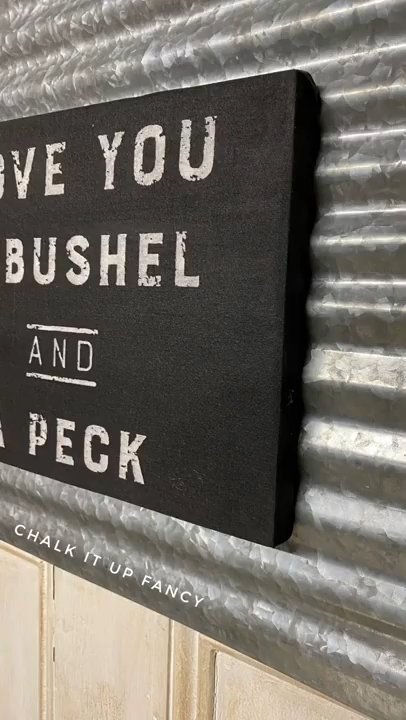 OVE YOU
BUSHEL
AND
A PECK
CHALK IT UP FANCY